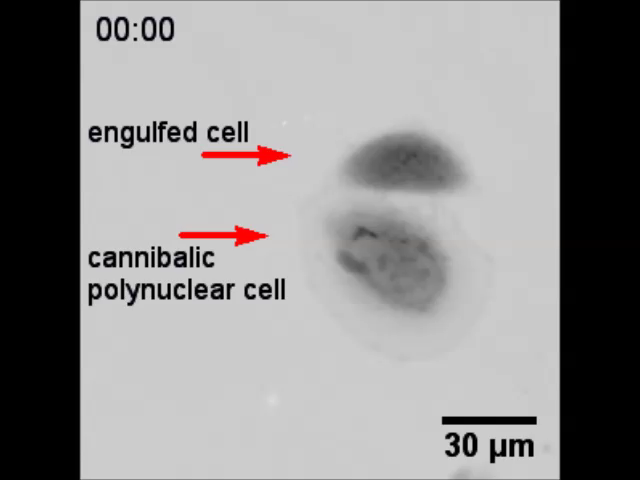 00:00
engulfed cell
cannibalic
polynuclear cell
30 μm